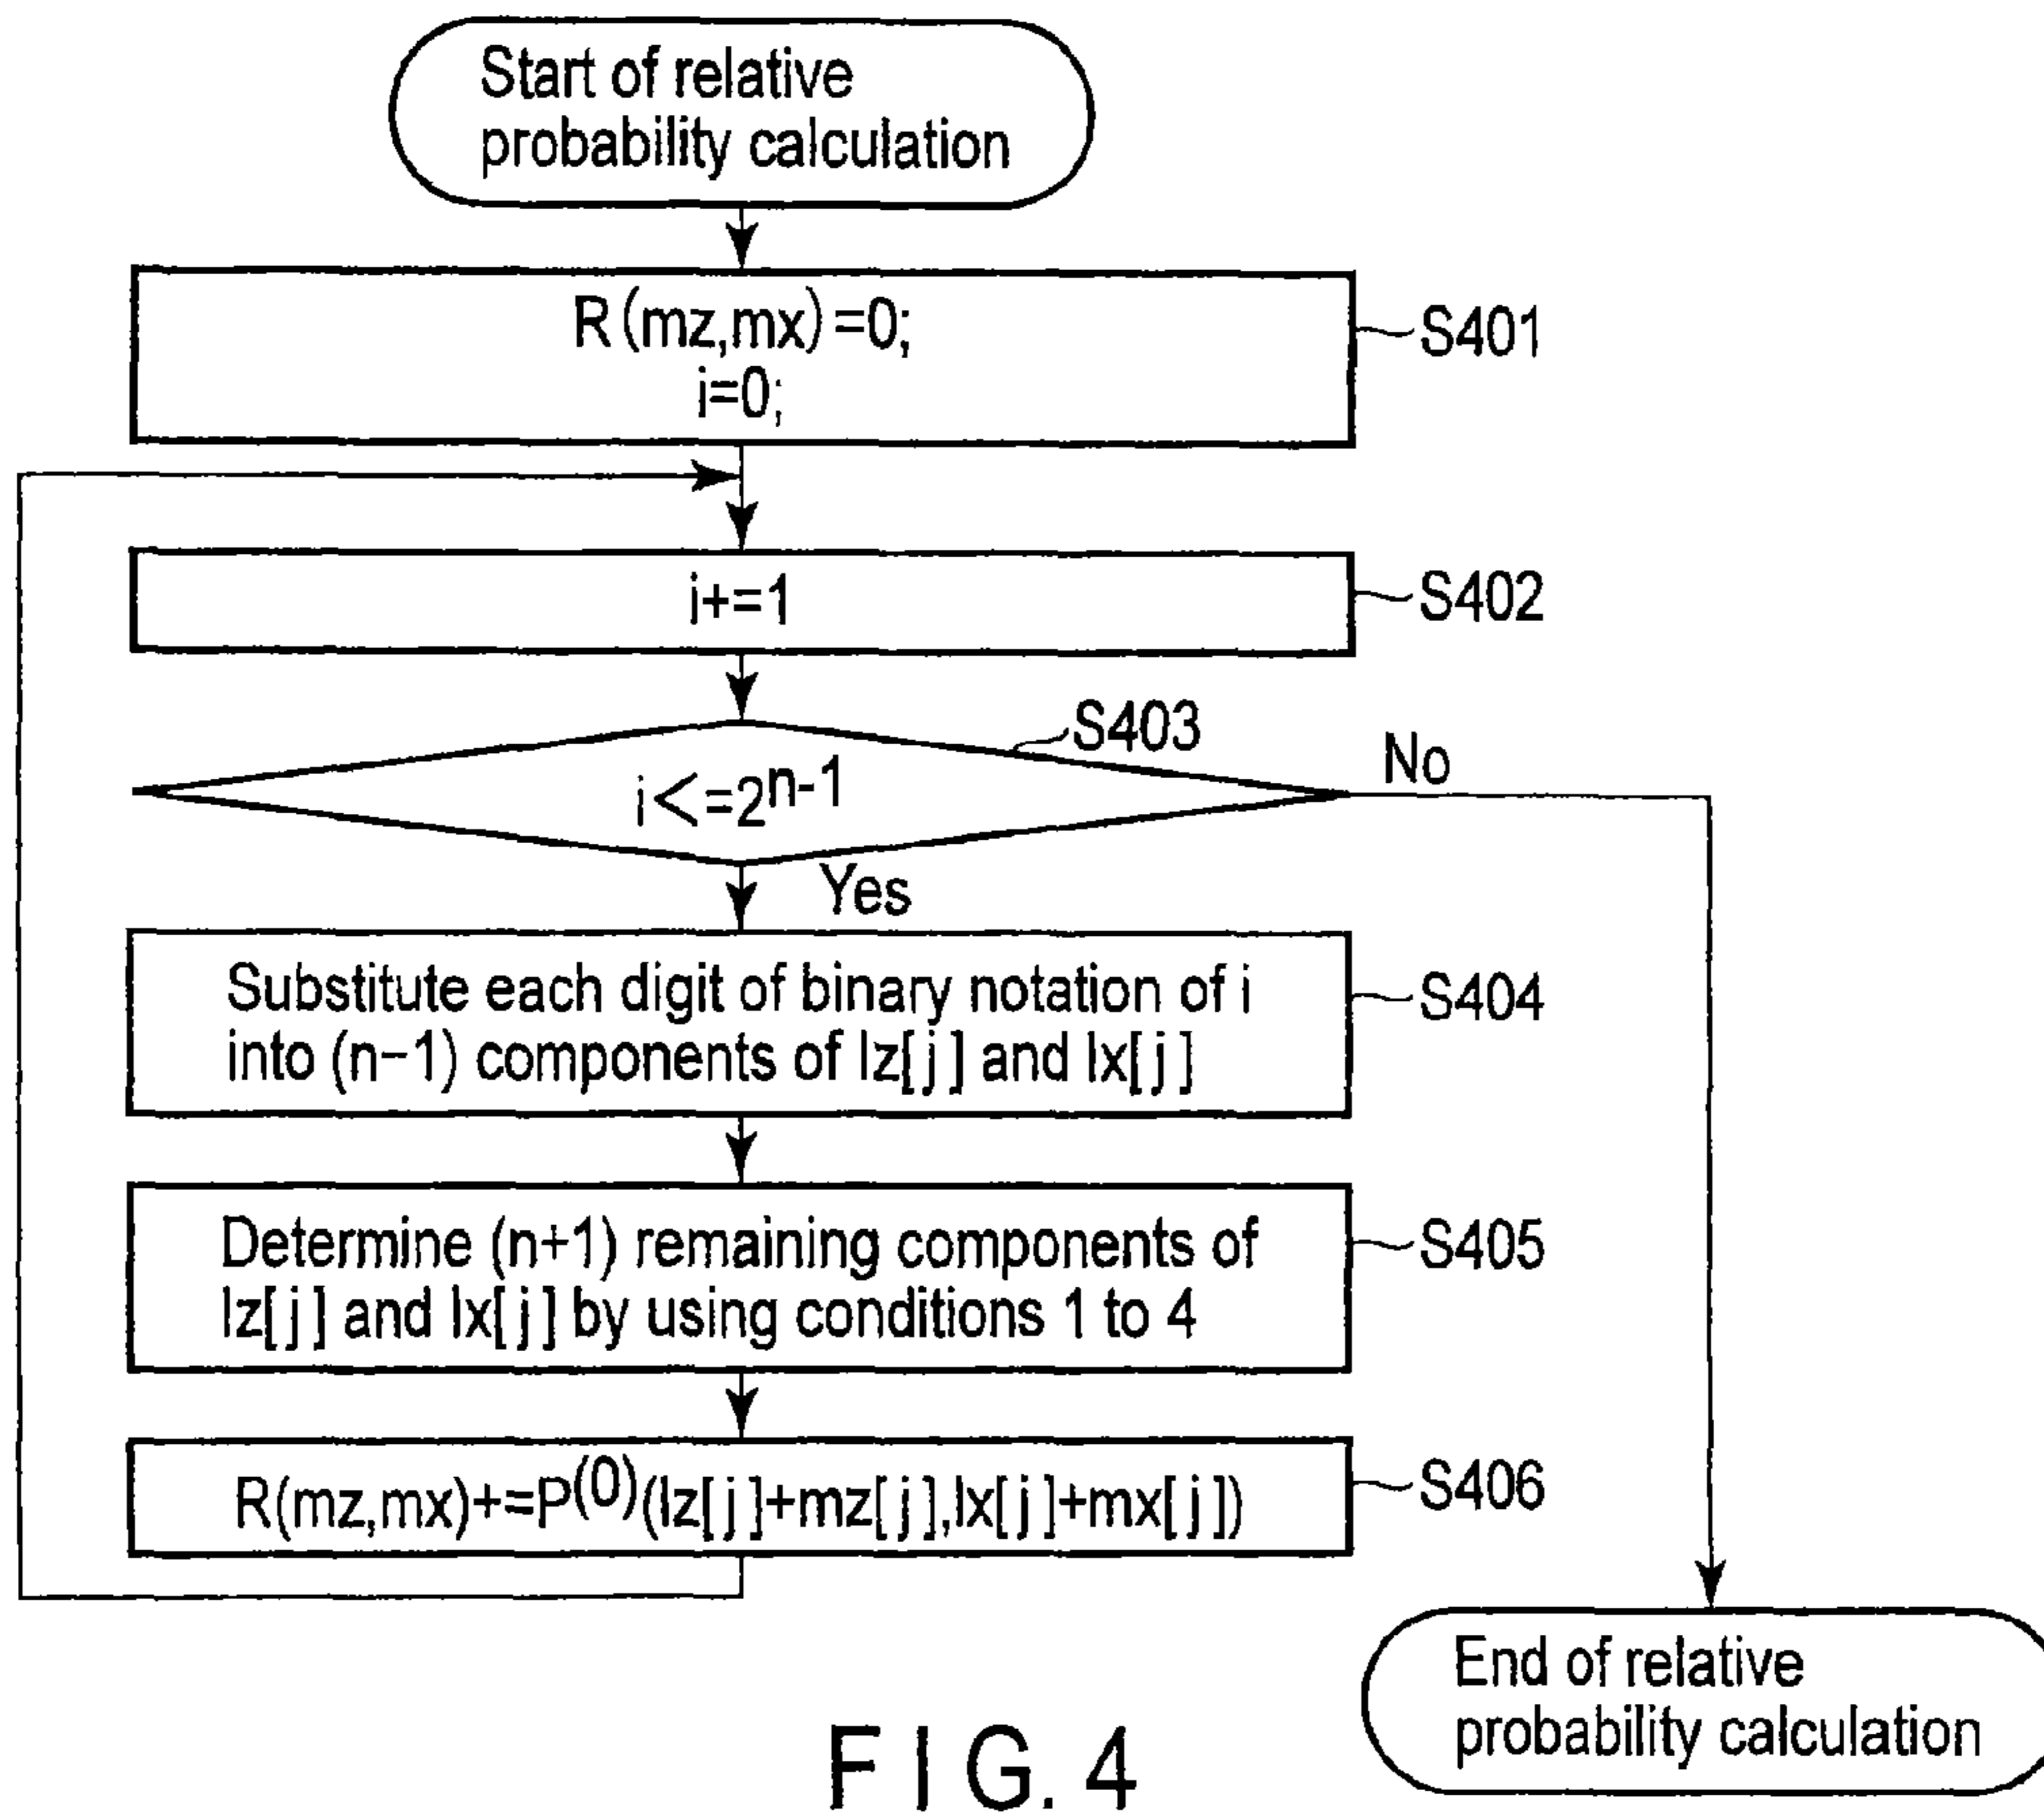 Start of relative
probability calculation
R(mz,mx)=0;
i=0;
S401
i+=1
S402
S403
i<=2^{n-1}
No
Yes
Substitute each digit of binary notation of i
into (n−1) components of lz[j] and lx[j]
S404
Determine (n+1) remaining components of
lz[j] and lx[j] by using conditions 1 to 4
S405
R(mz,mx)+=P^{(0)}(lz[j]+mz[j],lx[j]+mx[j])
S406
End of relative
probability calculation
FIG. 4